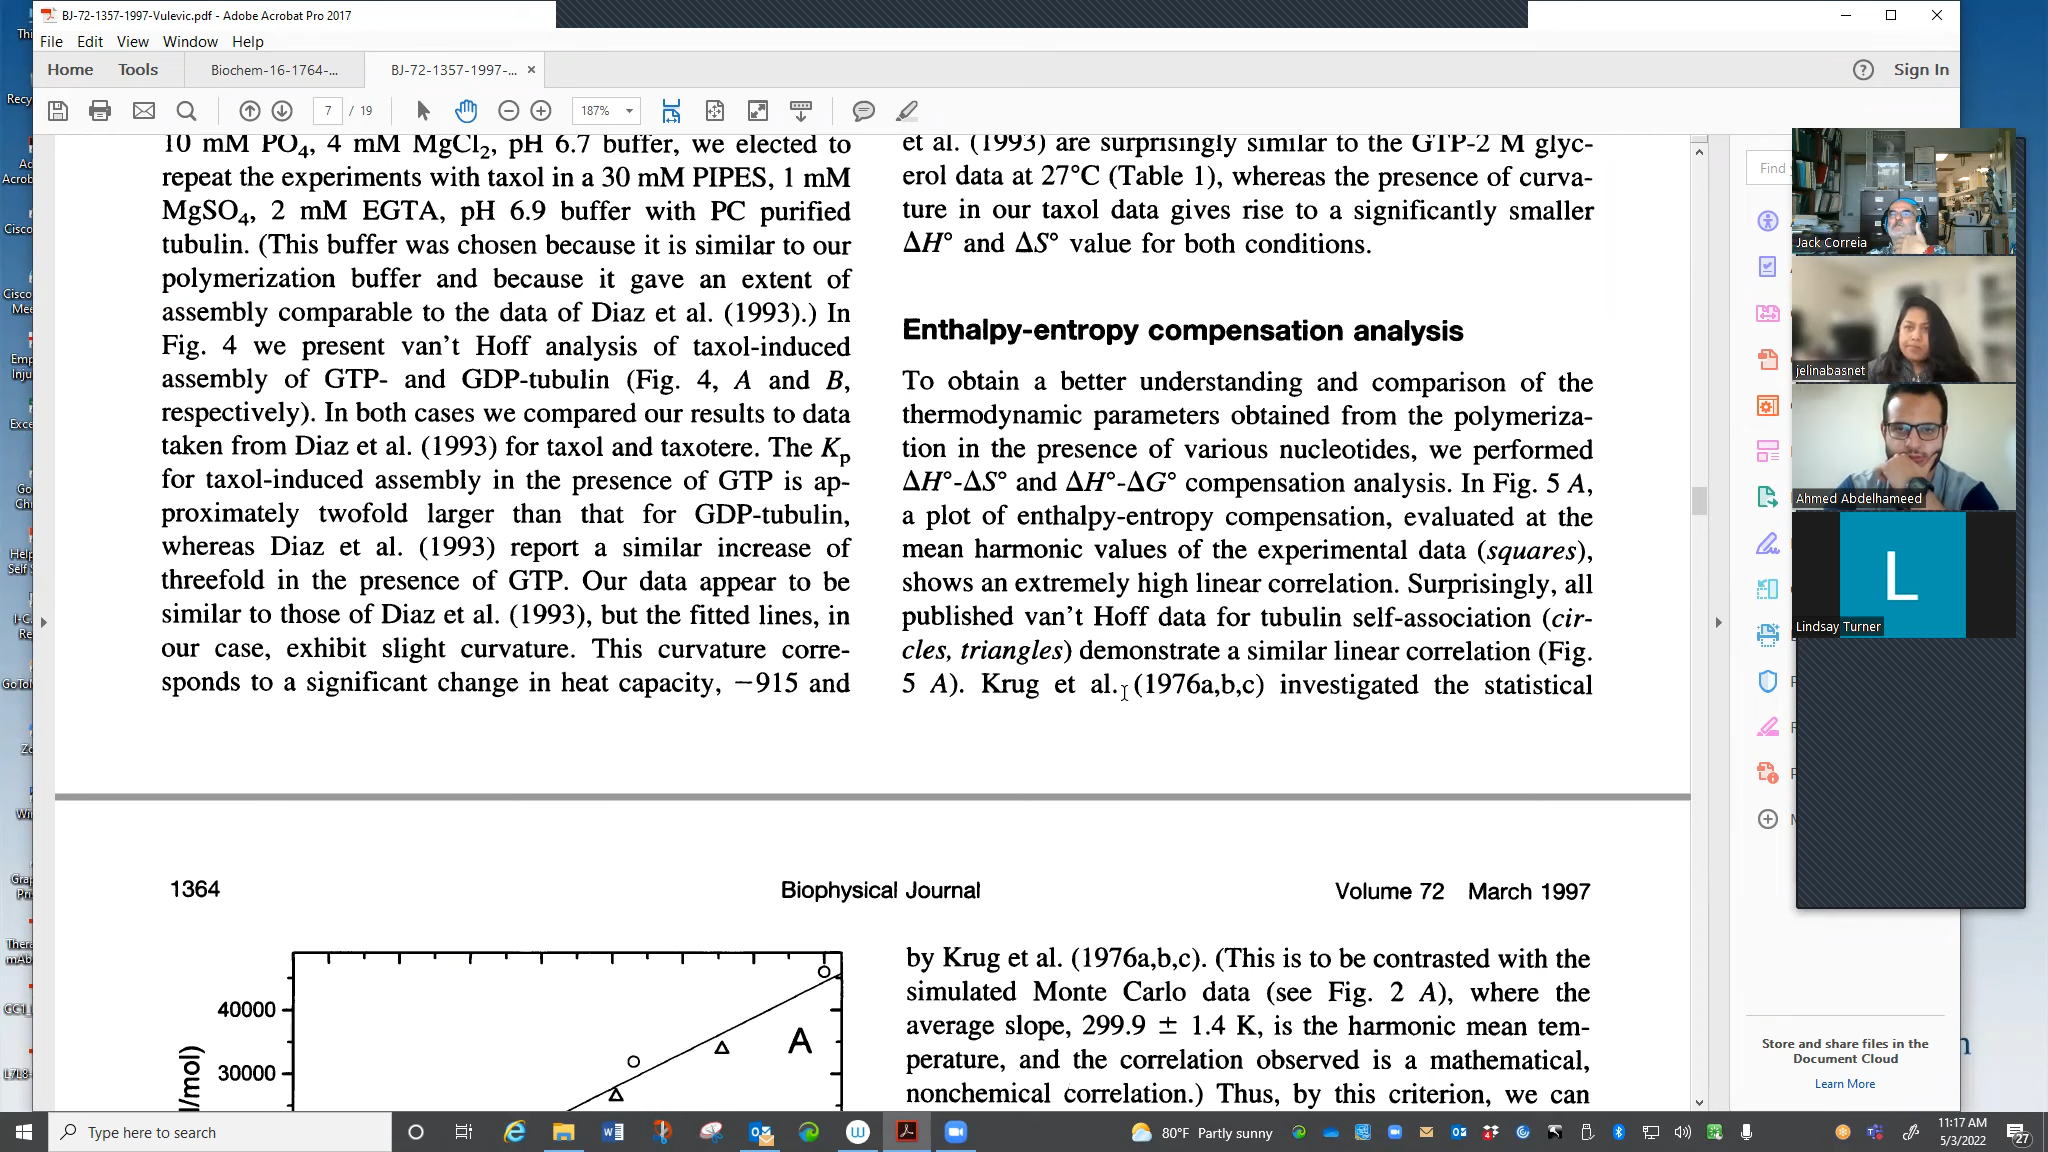 BJ-72-1357-1997-Vulevic.pdf - Adobe Acrobat Pro 2017
File Edit View Window Help
Home Tools Biochem-16-1764-... BJ-72-1357-1997-... × Sign In
7 / 19 187%
10 mM PO4, 4 mM MgCl2, pH 6.7 buffer, we elected to
repeat the experiments with taxol in a 30 mM PIPES, 1 mM
MgSO4, 2 mM EGTA, pH 6.9 buffer with PC purified
tubulin. (This buffer was chosen because it is similar to our
polymerization buffer and because it gave an extent of
assembly comparable to the data of Diaz et al. (1993).) In
Fig. 4 we present van't Hoff analysis of taxol-induced
assembly of GTP- and GDP-tubulin (Fig. 4, A and B,
respectively). In both cases we compared our results to data
taken from Diaz et al. (1993) for taxol and taxotere. The Kp
for taxol-induced assembly in the presence of GTP is ap-
proximately twofold larger than that for GDP-tubulin,
whereas Diaz et al. (1993) report a similar increase of
threefold in the presence of GTP. Our data appear to be
similar to those of Diaz et al. (1993), but the fitted lines, in
our case, exhibit slight curvature. This curvature corre-
sponds to a significant change in heat capacity, −915 and
et al. (1993) are surprisingly similar to the GTP-2 M glyc-
erol data at 27°C (Table 1), whereas the presence of curva-
ture in our taxol data gives rise to a significantly smaller
ΔH° and ΔS° value for both conditions.
Enthalpy-entropy compensation analysis
To obtain a better understanding and comparison of the
thermodynamic parameters obtained from the polymeriza-
tion in the presence of various nucleotides, we performed
ΔH°-ΔS° and ΔH°-ΔG° compensation analysis. In Fig. 5 A,
a plot of enthalpy-entropy compensation, evaluated at the
mean harmonic values of the experimental data (squares),
shows an extremely high linear correlation. Surprisingly, all
published van't Hoff data for tubulin self-association (cir-
cles, triangles) demonstrate a similar linear correlation (Fig.
5 A). Krug et al. (1976a,b,c) investigated the statistical
1364 Biophysical Journal Volume 72 March 1997
40000
30000
A
l/mol)
by Krug et al. (1976a,b,c). (This is to be contrasted with the
simulated Monte Carlo data (see Fig. 2 A), where the
average slope, 299.9 ± 1.4 K, is the harmonic mean tem-
perature, and the correlation observed is a mathematical,
nonchemical correlation.) Thus, by this criterion, we can
Find
Jack Correia
jelinabasnet
Ahmed Abdelhameed
L
Lindsay Turner
Store and share files in the
Document Cloud
Learn More
Type here to search
80°F Partly sunny
11:17 AM
5/3/2022
27